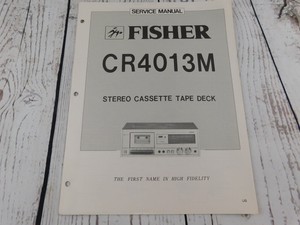 SERVICE MANUAL
FISHER
CR4013M
STEREO CASSETTE TAPE DECK
THE FIRST NAME IN HIGH FIDELITY